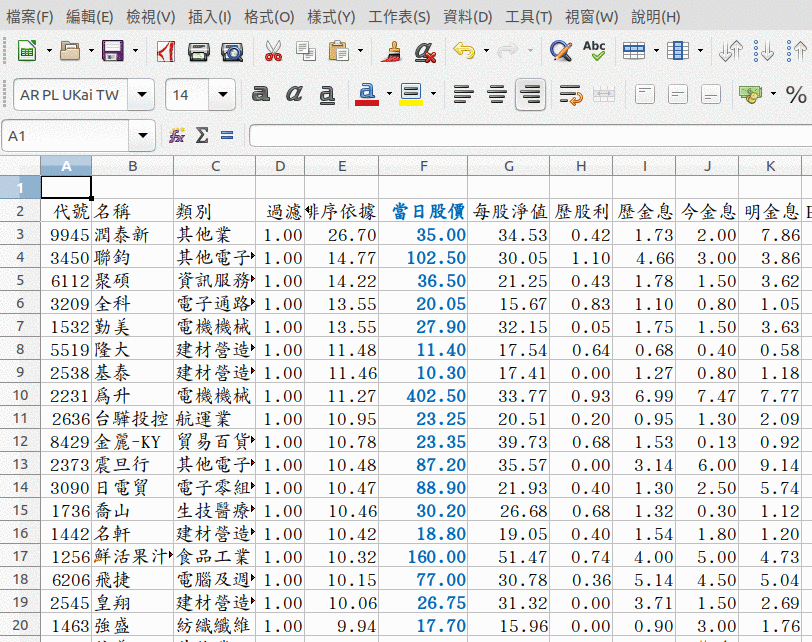 檔案(F) 編輯(E) 檢視(V) 插入(I) 格式(O) 樣式(Y) 工作表(S) 資料(D) 工具(T) 視窗(W) 說明(H)
Abc
AR PL UKai TW 14 a a a a %
A1 fx Σ =
A B C D E F G H I J K
1
2 代號 名稱 類別 過濾 排序依據 當日股價 每股淨值 歷股利 歷金息 今金息 明金息
3 9945 潤泰新 其他業 1.00 26.70 35.00 34.53 0.42 1.73 2.00 7.86
4 3450 聯鈞 其他電子 1.00 14.77 102.50 30.05 1.10 4.66 3.00 3.86
5 6112 聚碩 資訊服務 1.00 14.22 36.50 21.25 0.43 1.78 1.50 3.62
6 3209 全科 電子通路 1.00 13.55 20.05 15.67 0.83 1.10 0.80 1.05
7 1532 勤美 電機機械 1.00 13.55 27.90 32.15 0.05 1.75 1.50 3.63
8 5519 隆大 建材營造 1.00 11.48 11.40 17.54 0.64 0.68 0.40 0.58
9 2538 基泰 建材營造 1.00 11.46 10.30 17.41 0.00 1.27 0.80 1.18
10 2231 為升 電機機械 1.00 11.27 402.50 33.77 0.93 6.99 7.47 7.77
11 2636 台驊投控 航運業 1.00 10.95 23.25 20.51 0.20 0.95 1.30 2.09
12 8429 金麗-KY 貿易百貨 1.00 10.78 23.35 39.73 0.68 1.53 0.13 0.92
13 2373 震旦行 其他電子 1.00 10.48 87.20 35.57 0.00 3.14 6.00 9.14
14 3090 日電貿 電子零組 1.00 10.47 88.90 21.93 0.40 1.30 2.50 5.74
15 1736 喬山 生技醫療 1.00 10.46 30.20 26.68 0.68 1.32 0.30 1.12
16 1442 名軒 建材營造 1.00 10.42 18.80 19.05 0.40 1.54 1.80 1.20
17 1256 鮮活果汁 食品工業 1.00 10.32 160.00 51.47 0.74 4.00 5.00 4.73
18 6206 飛捷 電腦及週 1.00 10.15 77.00 30.78 0.36 5.14 4.50 5.04
19 2545 皇翔 建材營造 1.00 10.06 26.75 31.32 0.00 3.71 1.50 2.69
20 1463 強盛 紡織纖維 1.00 9.94 17.70 15.96 0.00 0.90 3.00 1.76